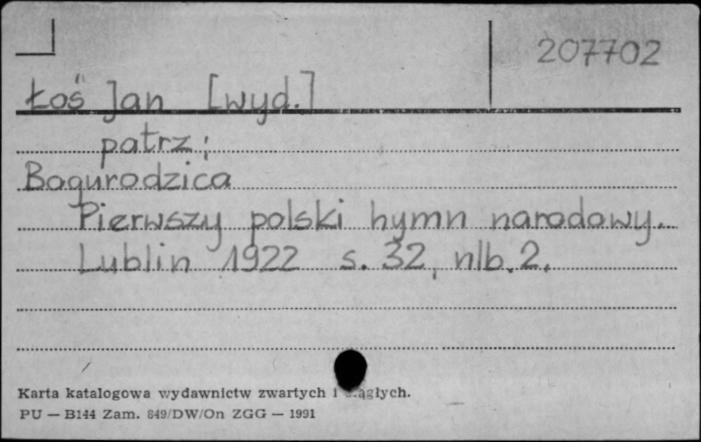 207702
Łoś Jan [wyd.]
patrz:
Bogurodzica
Pierwszy polski hymn narodowy.
Lublin 1922 s. 32, nlb. 2.
Karta katalogowa wydawnictw zwartych i ciągłych.
PU — B144 Zam. 849/DW/On ZGG — 1991